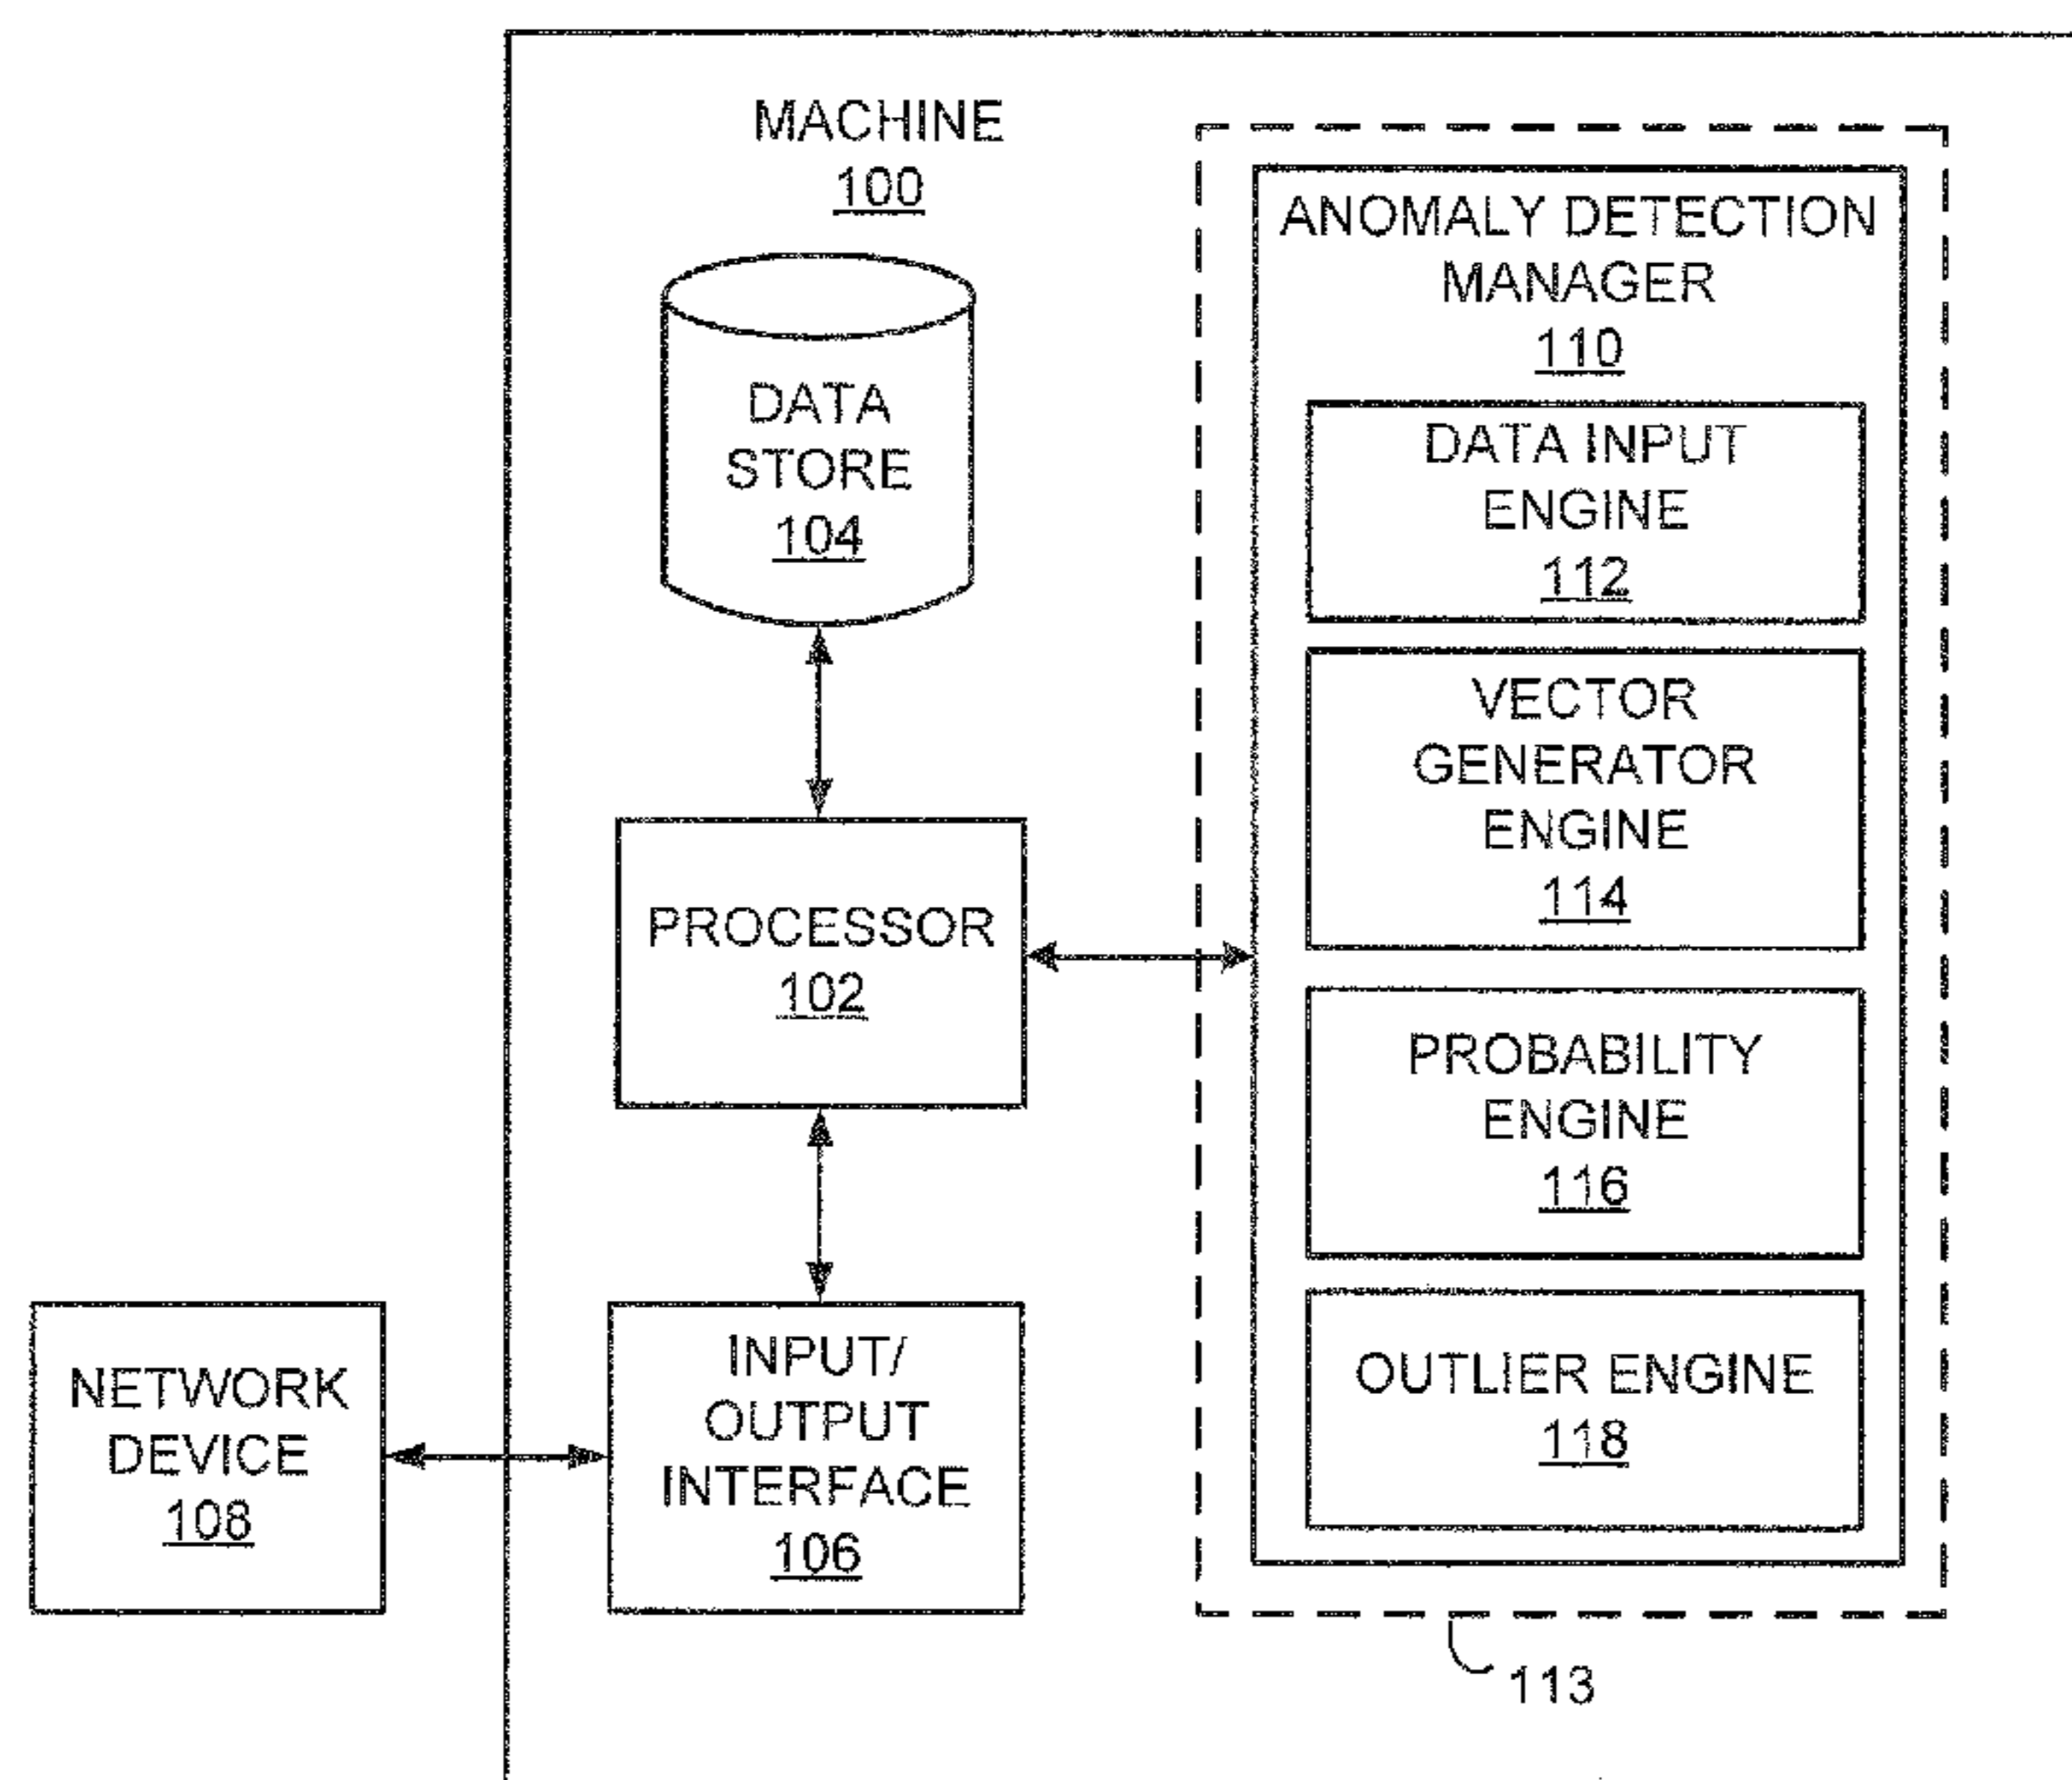 MACHINE
100
DATA
STORE
104
PROCESSOR
102
INPUT/
OUTPUT
INTERFACE
106
NETWORK
DEVICE
108
ANOMALY DETECTION
MANAGER
110
DATA INPUT
ENGINE
112
VECTOR
GENERATOR
ENGINE
114
PROBABILITY
ENGINE
116
OUTLIER ENGINE
118
113